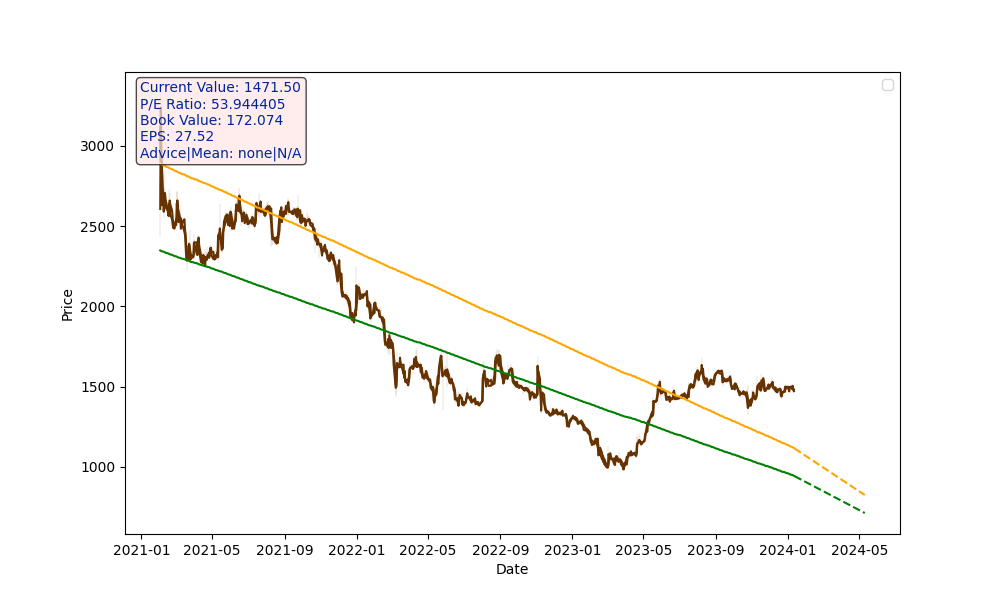 Current Value: 1471.50
P/E Ratio: 53.944405
Book Value: 172.074
EPS: 27.52
Advice|Mean: none|N/A
Price
3000
2500
2000
1500
1000
2021-01 2021-05 2021-09 2022-01 2022-05 2022-09 2023-01 2023-05 2023-09 2024-01 2024-05
Date